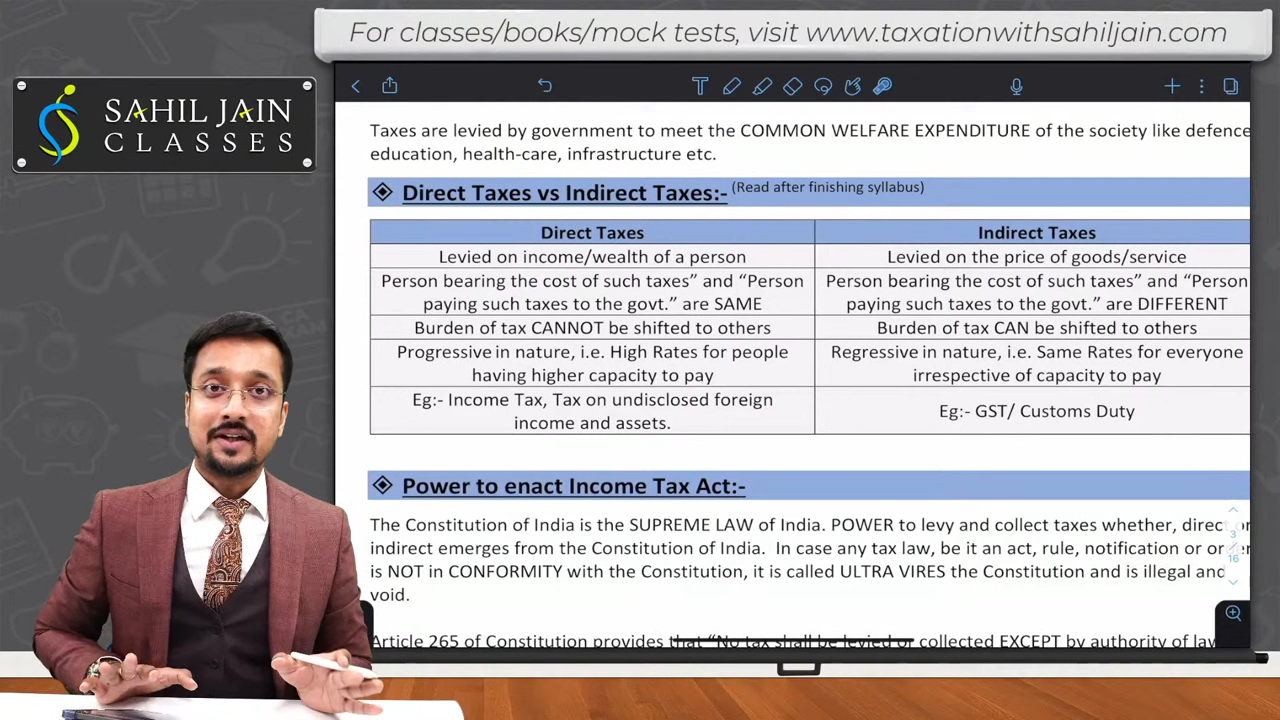 For classes/books/mock tests, visit www.taxationwithsahiljain.com
SAHIL JAIN
CLASSES
Taxes are levied by government to meet the COMMON WELFARE EXPENDITURE of the society like defence
education, health-care, infrastructure etc.
Direct Taxes vs Indirect Taxes:- (Read after finishing syllabus)
Direct Taxes
Indirect Taxes
Levied on income/wealth of a person
Levied on the price of goods/service
Person bearing the cost of such taxes” and “Person
paying such taxes to the govt.” are SAME
Person bearing the cost of such taxes” and “Person
paying such taxes to the govt.” are DIFFERENT
Burden of tax CANNOT be shifted to others
Burden of tax CAN be shifted to others
Progressive in nature, i.e. High Rates for people
having higher capacity to pay
Regressive in nature, i.e. Same Rates for everyone
irrespective of capacity to pay
Eg:- Income Tax, Tax on undisclosed foreign
income and assets.
Eg:- GST/ Customs Duty
Power to enact Income Tax Act:-
The Constitution of India is the SUPREME LAW of India. POWER to levy and collect taxes whether, direct or
indirect emerges from the Constitution of India. In case any tax law, be it an act, rule, notification or order
is NOT in CONFORMITY with the Constitution, it is called ULTRA VIRES the Constitution and is illegal and
void.
Article 265 of Constitution provides that “No tax shall be levied or collected EXCEPT by authority of law
3
16